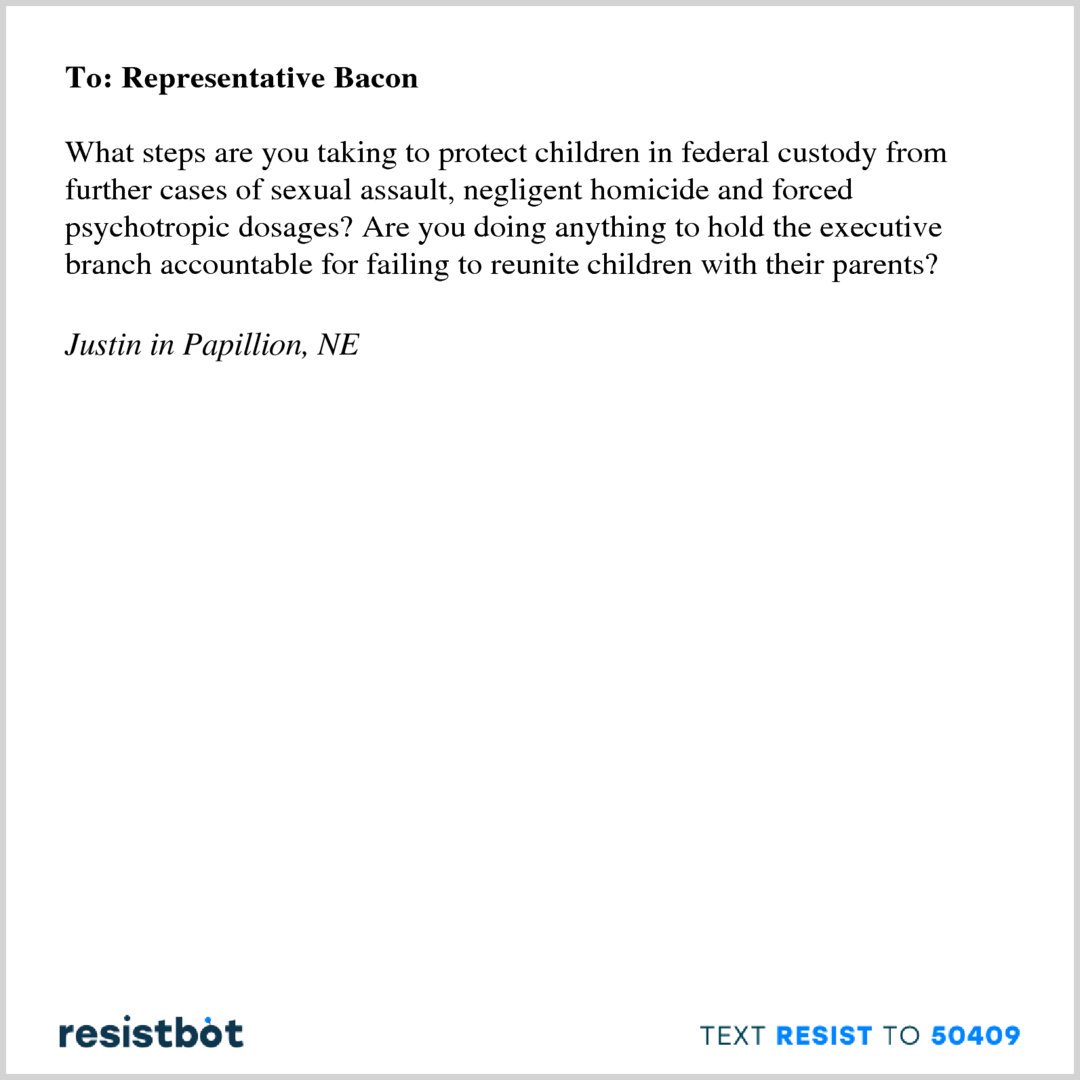 To: Representative Bacon
What steps are you taking to protect children in federal custody from
further cases of sexual assault, negligent homicide and forced
psychotropic dosages? Are you doing anything to hold the executive
branch accountable for failing to reunite children with their parents?
Justin in Papillion, NE
resistbot
TEXT RESIST TO 50409